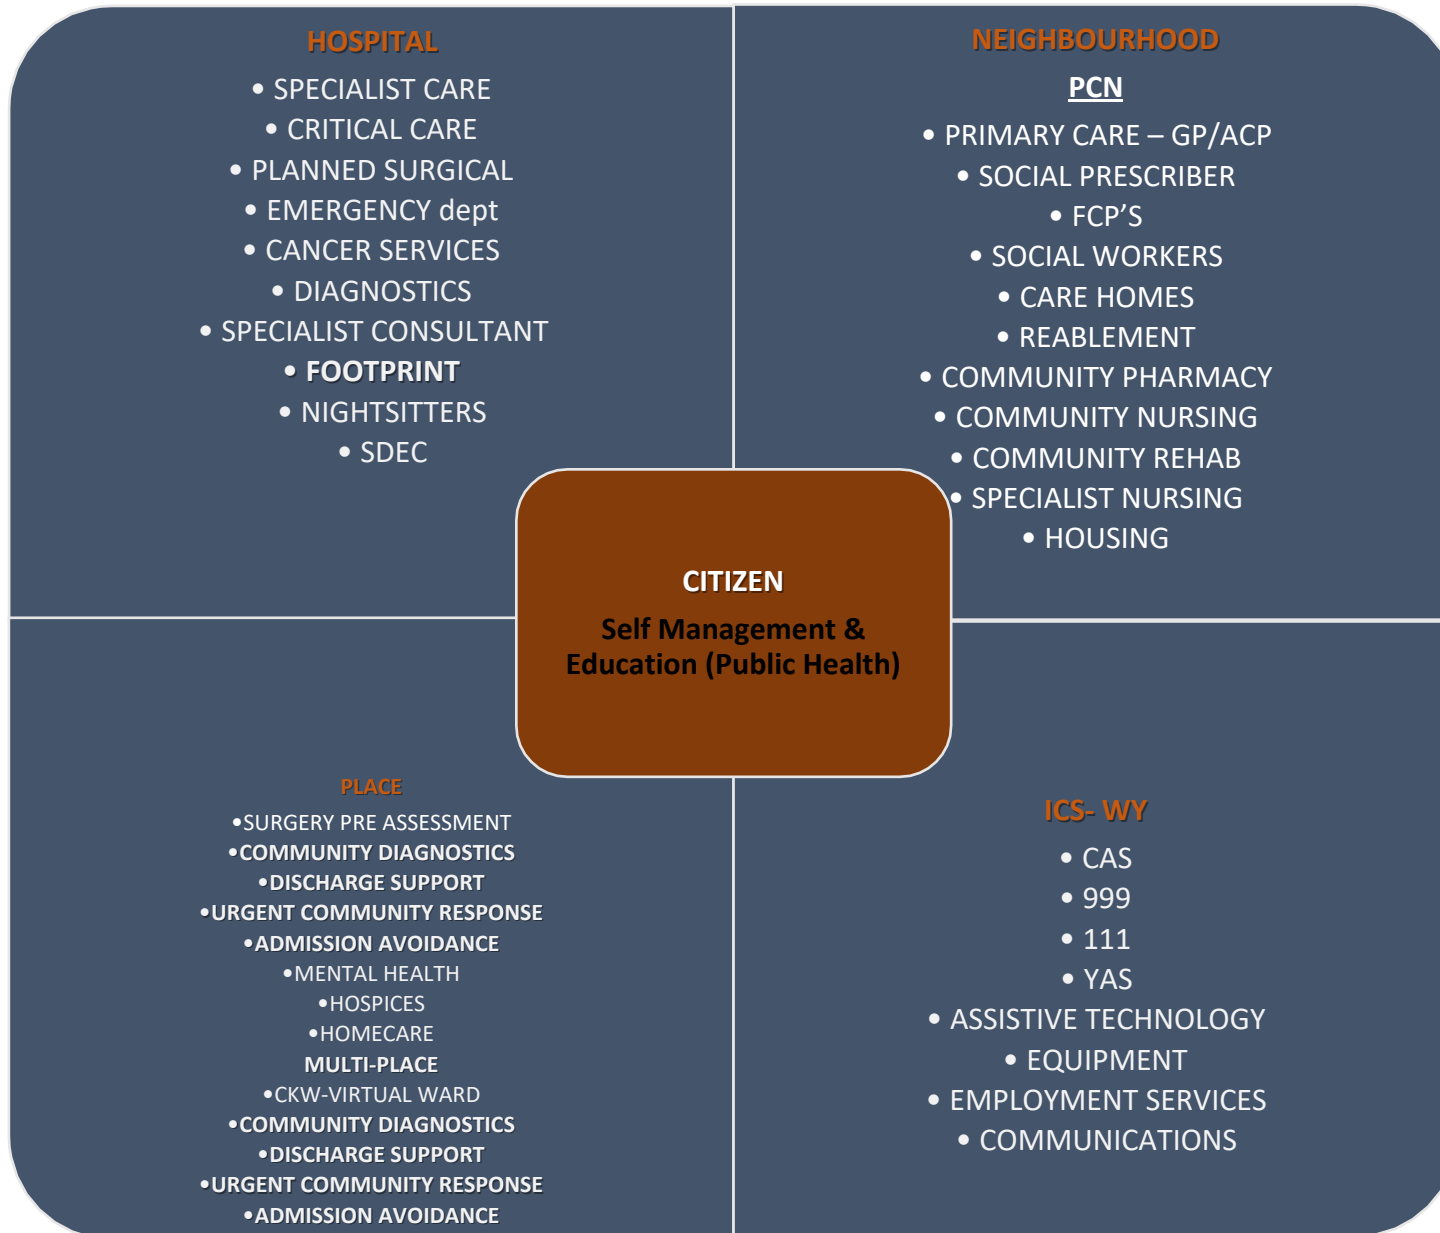 HOSPITAL
• SPECIALIST CARE
• CRITICAL CARE
• PLANNED SURGICAL
• EMERGENCY dept
• CANCER SERVICES
• DIAGNOSTICS
• SPECIALIST CONSULTANT
• FOOTPRINT
• NIGHTSITTERS
• SDEC
NEIGHBOURHOOD
PCN
• PRIMARY CARE – GP/ACP
• SOCIAL PRESCRIBER
• FCP’S
• SOCIAL WORKERS
• CARE HOMES
• REABLEMENT
• COMMUNITY PHARMACY
• COMMUNITY NURSING
• COMMUNITY REHAB
• SPECIALIST NURSING
• HOUSING
CITIZEN
Self Management &
Education (Public Health)
PLACE
•SURGERY PRE ASSESSMENT
•COMMUNITY DIAGNOSTICS
•DISCHARGE SUPPORT
•URGENT COMMUNITY RESPONSE
•ADMISSION AVOIDANCE
•MENTAL HEALTH
•HOSPICES
•HOMECARE
MULTI-PLACE
•CKW-VIRTUAL WARD
•COMMUNITY DIAGNOSTICS
•DISCHARGE SUPPORT
•URGENT COMMUNITY RESPONSE
•ADMISSION AVOIDANCE
ICS- WY
• CAS
• 999
• 111
• YAS
• ASSISTIVE TECHNOLOGY
• EQUIPMENT
• EMPLOYMENT SERVICES
• COMMUNICATIONS